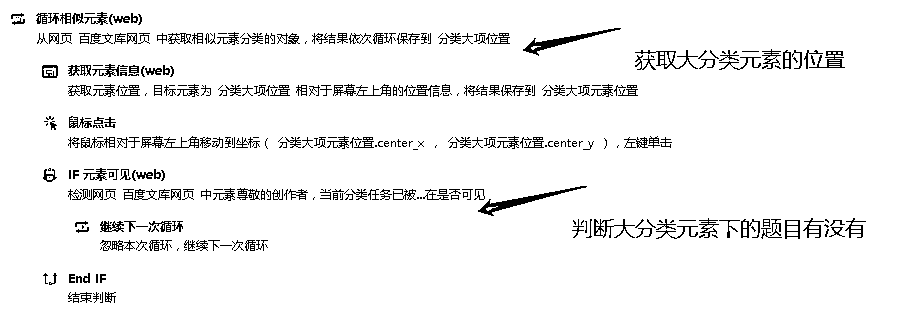 循环相似元素(web)
从网页 百度文库网页 中获取相似元素分类的对象，将结果依次循环保存到 分类大项位置
获取大分类元素的位置
获取元素信息(web)
获取元素位置，目标元素为 分类大项位置 相对于屏幕左上角的位置信息，将结果保存到 分类大项元素位置
鼠标点击
将鼠标相对于屏幕左上角移动到坐标（ 分类大项元素位置.center_x ， 分类大项元素位置.center_y ），左键单击
IF 元素可见(web)
检测网页 百度文库网页 中元素尊敬的创作者，当前分类任务已被...在是否可见
判断大分类元素下的题目有没有
继续下一次循环
忽略本次循环，继续下一次循环
End IF
结束判断